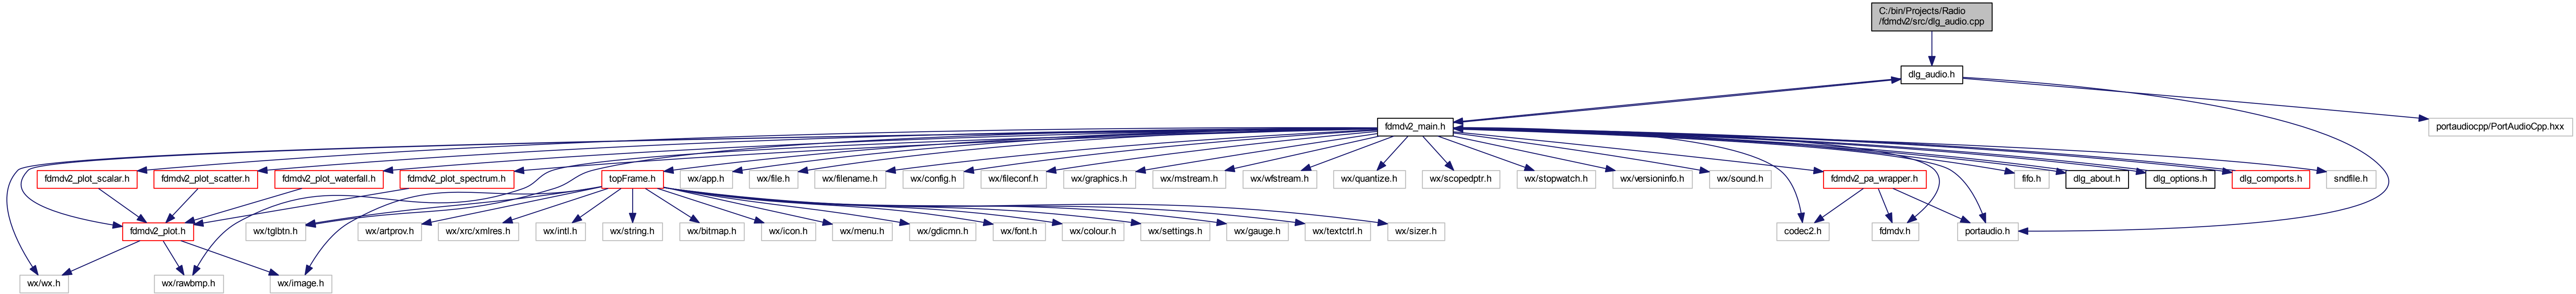 C:/bin/Projects/Radio
/fdmdv2/src/dlg_audio.cpp
dlg_audio.h
fdmdv2_main.h
portaudiocpp/PortAudioCpp.hxx
fdmdv2_plot_scalar.h
fdmdv2_plot_scatter.h
fdmdv2_plot_waterfall.h
fdmdv2_plot_spectrum.h
topFrame.h
wx/app.h
wx/file.h
wx/filename.h
wx/config.h
wx/fileconf.h
wx/graphics.h
wx/mstream.h
wx/wfstream.h
wx/quantize.h
wx/scopedptr.h
wx/stopwatch.h
wx/versioninfo.h
wx/sound.h
fdmdv2_pa_wrapper.h
fifo.h
dlg_about.h
dlg_options.h
dlg_comports.h
sndfile.h
fdmdv2_plot.h
wx/tglbtn.h
wx/artprov.h
wx/xrc/xmlres.h
wx/intl.h
wx/string.h
wx/bitmap.h
wx/icon.h
wx/menu.h
wx/gdicmn.h
wx/font.h
wx/colour.h
wx/settings.h
wx/gauge.h
wx/textctrl.h
wx/sizer.h
codec2.h
fdmdv.h
portaudio.h
wx/wx.h
wx/rawbmp.h
wx/image.h